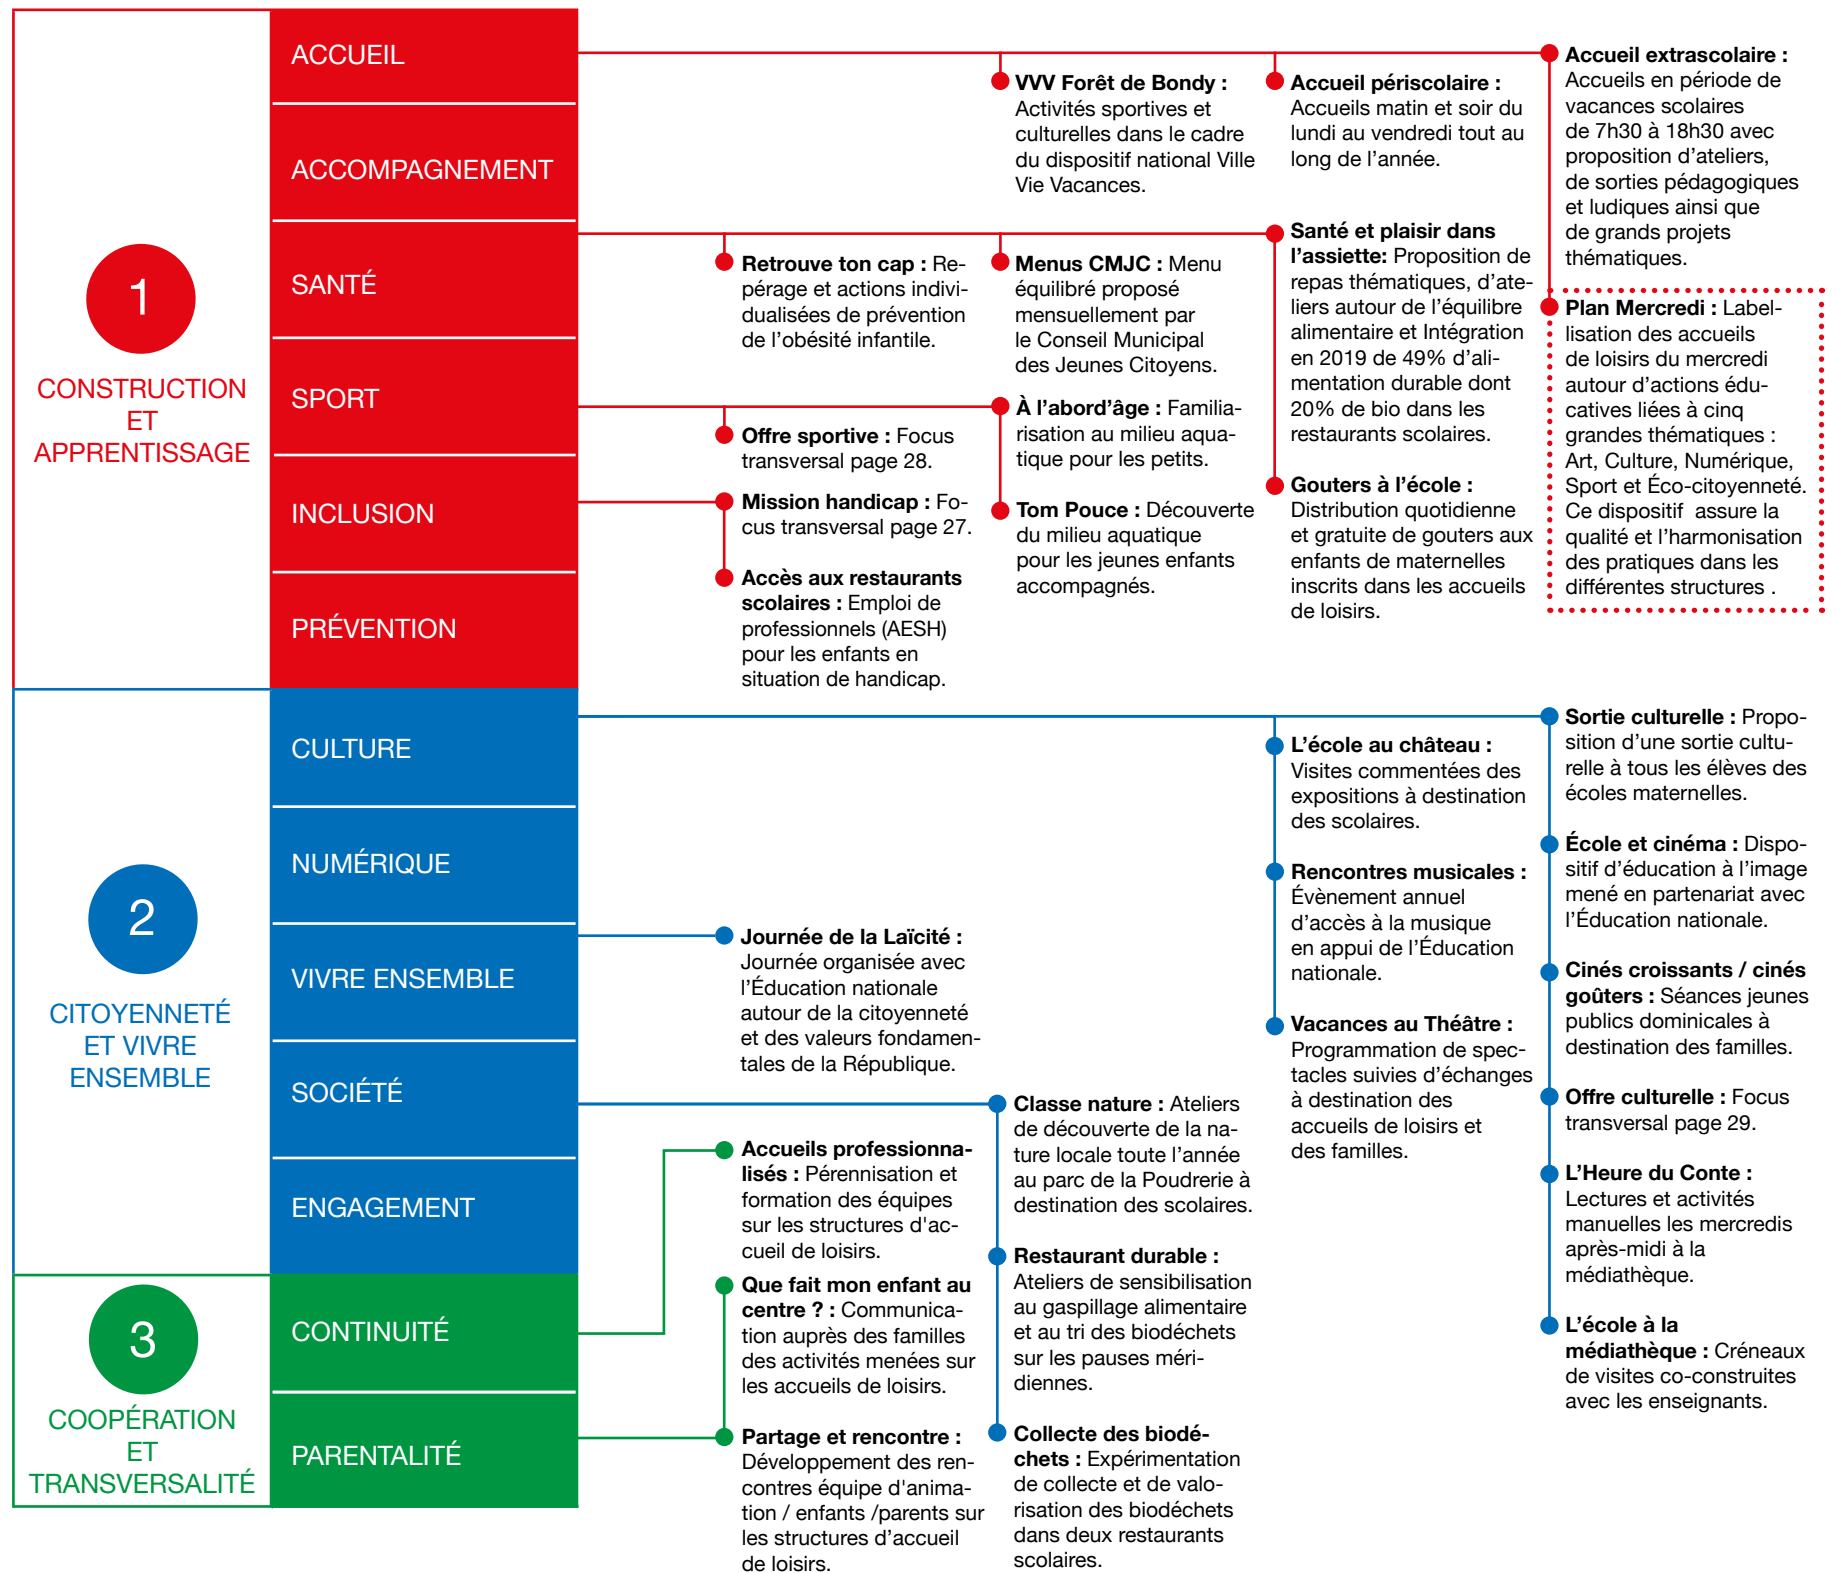 1
CONSTRUCTION
ET
APPRENTISSAGE
ACCUEIL
ACCOMPAGNEMENT
SANTÉ
SPORT
INCLUSION
PRÉVENTION
VVV Forêt de Bondy :
Activités sportives et
culturelles dans le cadre
du dispositif national Ville
Vie Vacances.
Accueil périscolaire :
Accueils matin et soir du
lundi au vendredi tout au
long de l’année.
Accueil extrascolaire :
Accueils en période de
vacances scolaires
de 7h30 à 18h30 avec
proposition d’ateliers,
de sorties pédagogiques
et ludiques ainsi que
de grands projets
thématiques.
Plan Mercredi : Label-
lisation des accueils
de loisirs du mercredi
autour d’actions édu-
catives liées à cinq
grandes thématiques :
Art, Culture, Numérique,
Sport et Éco-citoyenneté.
Ce dispositif  assure la
qualité et l’harmonisation
des pratiques dans les
différentes structures .
Retrouve ton cap : Re-
pérage et actions indivi-
dualisées de prévention
de l’obésité infantile.
Menus CMJC : Menu
équilibré proposé
mensuellement par
le Conseil Municipal
des Jeunes Citoyens.
Santé et plaisir dans
l’assiette: Proposition de
repas thématiques, d’ate-
liers autour de l’équilibre
alimentaire et Intégration
en 2019 de 49% d’ali-
mentation durable dont
20% de bio dans les
restaurants scolaires.
Gouters à l’école :
Distribution quotidienne
et gratuite de gouters aux
enfants de maternelles
inscrits dans les accueils
de loisirs.
Offre sportive : Focus
transversal page 28.
À l’abord’âge : Familia-
risation au milieu aqua-
tique pour les petits.
Tom Pouce : Découverte
du milieu aquatique
pour les jeunes enfants
accompagnés.
Mission handicap : Fo-
cus transversal page 27.
Accès aux restaurants
scolaires : Emploi de
professionnels (AESH)
pour les enfants en
situation de handicap.
2
CITOYENNETÉ
ET VIVRE
ENSEMBLE
CULTURE
NUMÉRIQUE
VIVRE ENSEMBLE
SOCIÉTÉ
ENGAGEMENT
L’école au château :
Visites commentées des
expositions à destination
des scolaires.
Rencontres musicales :
Évènement annuel
d’accès à la musique
en appui de l’Éducation
nationale.
Vacances au Théâtre :
Programmation de spec-
tacles suivies d’échanges
à destination des
accueils de loisirs et
des familles.
Sortie culturelle : Propo-
sition d’une sortie cultu-
relle à tous les élèves des
écoles maternelles.
École et cinéma : Dispo-
sitif d’éducation à l’image
mené en partenariat avec
l’Éducation nationale.
Cinés croissants / cinés
goûters : Séances jeunes
publics dominicales à
destination des familles.
Offre culturelle : Focus
transversal page 29.
L’Heure du Conte :
Lectures et activités
manuelles les mercredis
après-midi à la
médiathèque.
L’école à la
médiathèque : Créneaux
de visites co-construites
avec les enseignants.
Journée de la Laïcité :
Journée organisée avec
l’Éducation nationale
autour de la citoyenneté
et des valeurs fondamen-
tales de la République.
Classe nature : Ateliers
de découverte de la na-
ture locale toute l’année
au parc de la Poudrerie à
destination des scolaires.
Restaurant durable :
Ateliers de sensibilisation
au gaspillage alimentaire
et au tri des biodéchets
sur les pauses méri-
diennes.
Collecte des biodé-
chets : Expérimentation
de collecte et de valo-
risation des biodéchets
dans deux restaurants
scolaires.
3
COOPÉRATION
ET
TRANSVERSALITÉ
CONTINUITÉ
PARENTALITÉ
Accueils professionna-
lisés : Pérennisation et
formation des équipes
sur les structures d'ac-
cueil de loisirs.
Que fait mon enfant au
centre ? : Communica-
tion auprès des familles
des activités menées sur
les accueils de loisirs.
Partage et rencontre :
Développement des ren-
contres équipe d'anima-
tion / enfants /parents sur
les structures d’accueil
de loisirs.